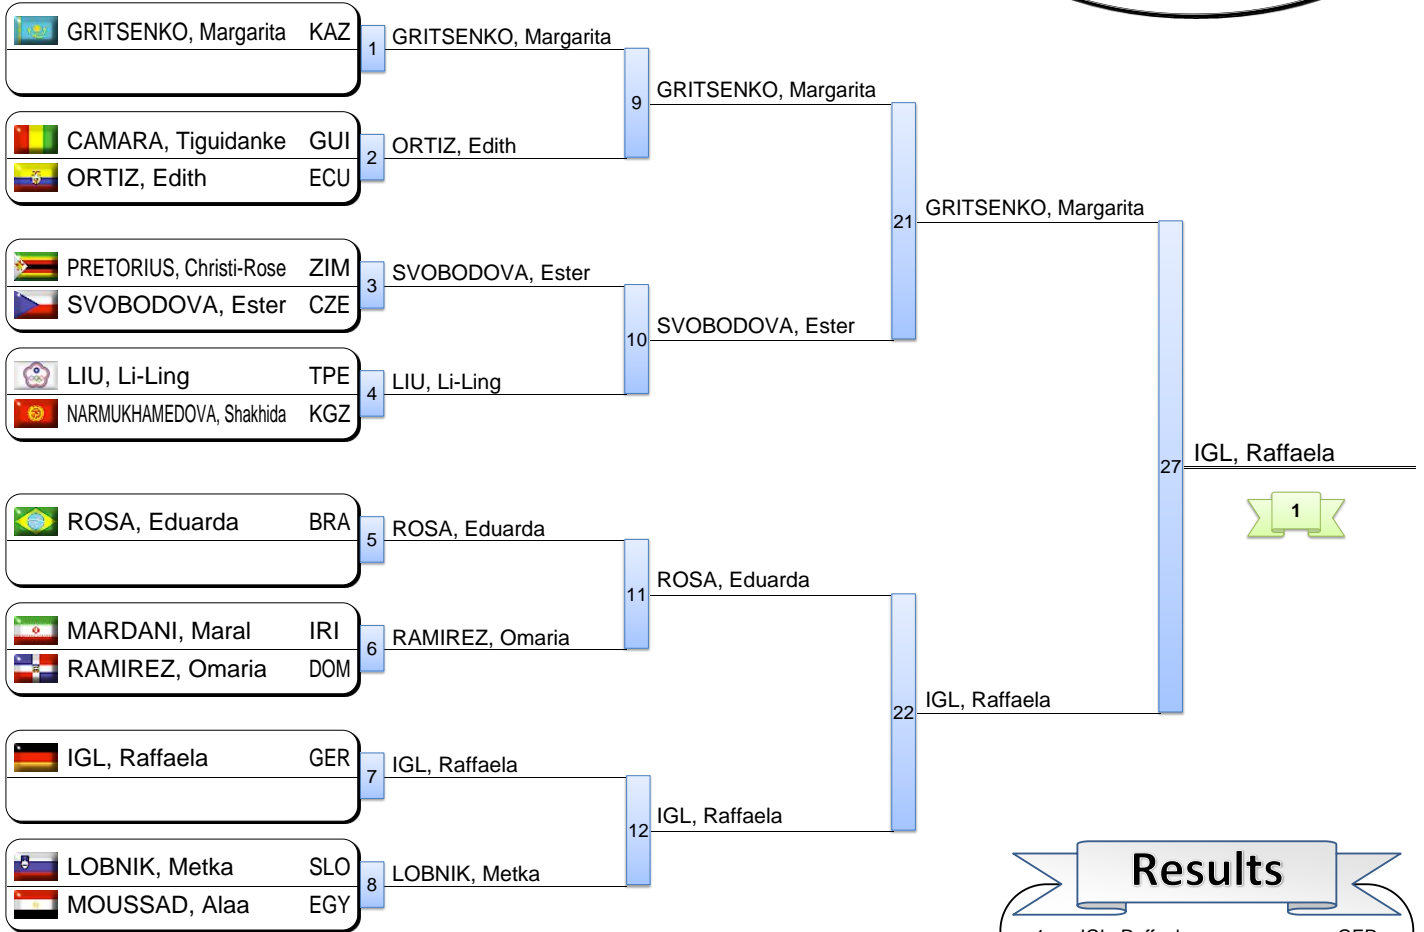 GRITSENKO, Margarita KAZ
1 GRITSENKO, Margarita
9 GRITSENKO, Margarita
CAMARA, Tiguidanke GUI
2 ORTIZ, Edith
ORTIZ, Edith ECU
21 GRITSENKO, Margarita
PRETORIUS, Christi-Rose ZIM
3 SVOBODOVA, Ester
SVOBODOVA, Ester CZE
10 SVOBODOVA, Ester
LIU, Li-Ling TPE
4 LIU, Li-Ling
NARMUKHAMEDOVA, Shakhida KGZ
27 IGL, Raffaela
1
ROSA, Eduarda BRA
5 ROSA, Eduarda
11 ROSA, Eduarda
MARDANI, Maral IRI
6 RAMIREZ, Omaria
RAMIREZ, Omaria DOM
22 IGL, Raffaela
IGL, Raffaela GER
7 IGL, Raffaela
12 IGL, Raffaela
LOBNIK, Metka SLO
8 LOBNIK, Metka
MOUSSAD, Alaa EGY
Results